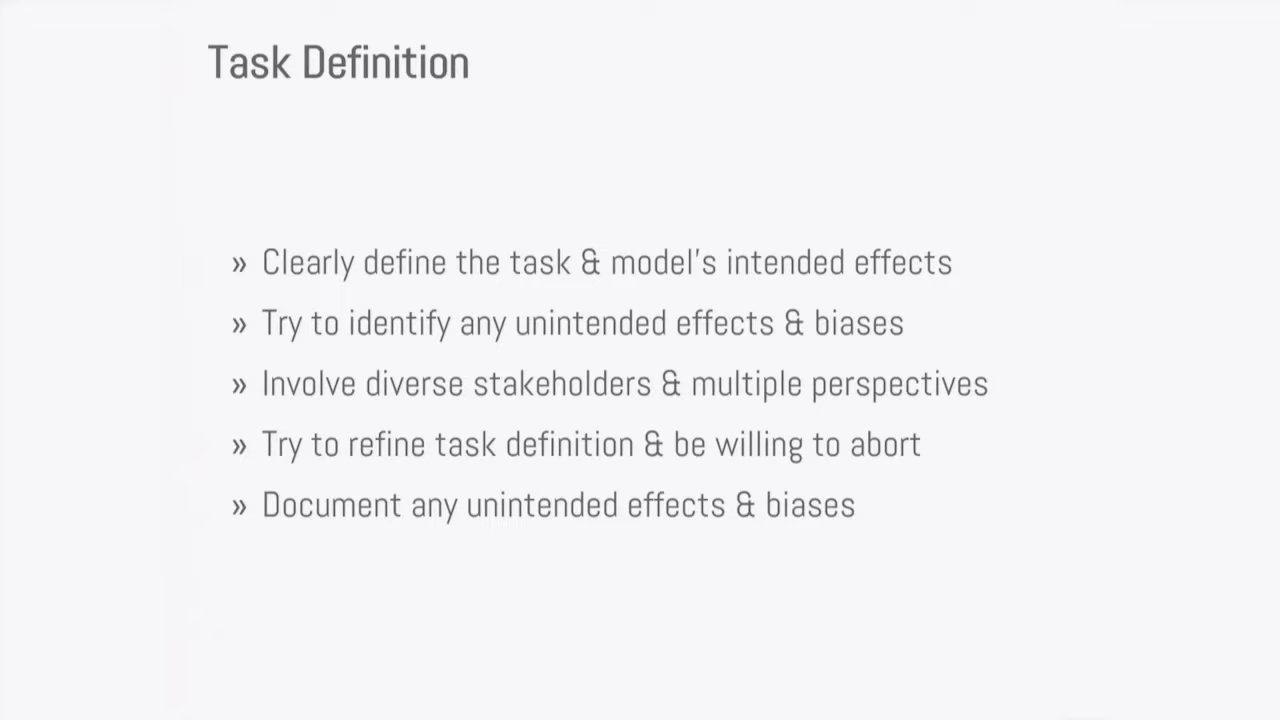 Task Definition
» Clearly define the task & model's intended effects
» Try to identify any unintended effects & biases
» Involve diverse stakeholders & multiple perspectives
» Try to refine task definition & be willing to abort
» Document any unintended effects & biases